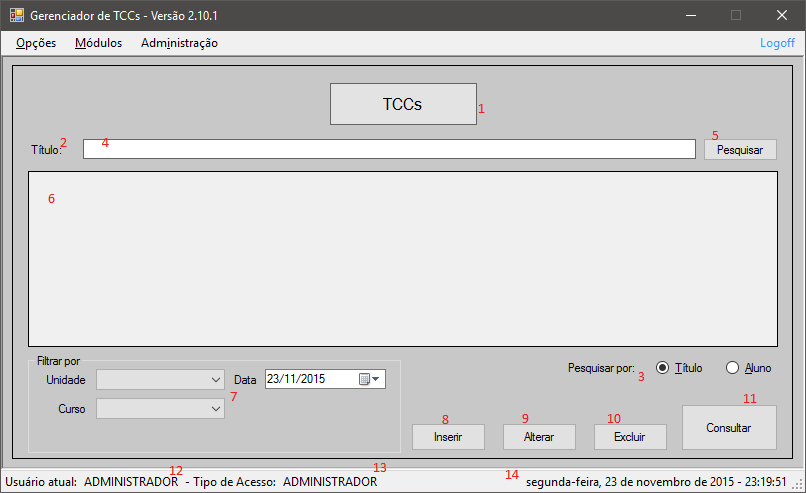 Gerenciador de TCCs - Versão 2.10.1
Opções Módulos Administração Logoff
TCCs 1
Título: 2 4 5
Pesquisar
6
Filtrar por
Unidade Data 23/11/2015
Curso 7
Pesquisar por: 3 Título Aluno
8 9 10 11
Inserir Alterar Excluir Consultar
Usuário atual: ADMINISTRADOR 12 - Tipo de Acesso: ADMINISTRADOR 13 14 segunda-feira, 23 de novembro de 2015 - 23:19:51